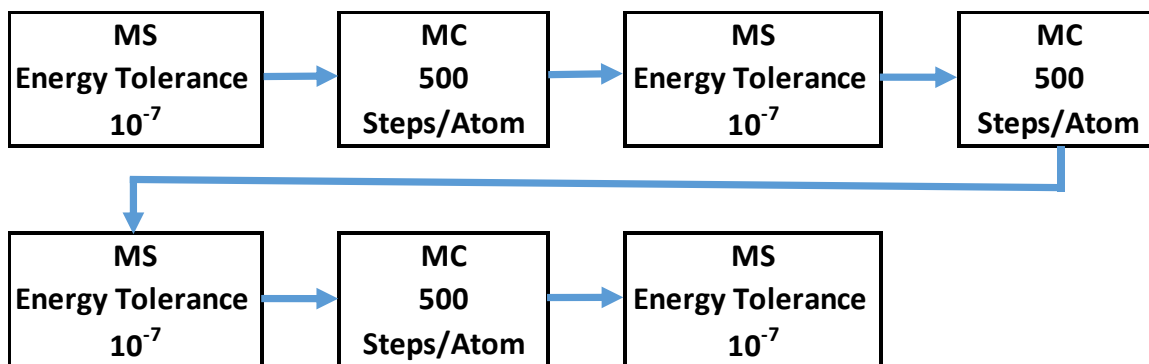 MS
Energy Tolerance
10⁻⁷
MC
500
Steps/Atom
MS
Energy Tolerance
10⁻⁷
MC
500
Steps/Atom
MS
Energy Tolerance
10⁻⁷
MC
500
Steps/Atom
MS
Energy Tolerance
10⁻⁷